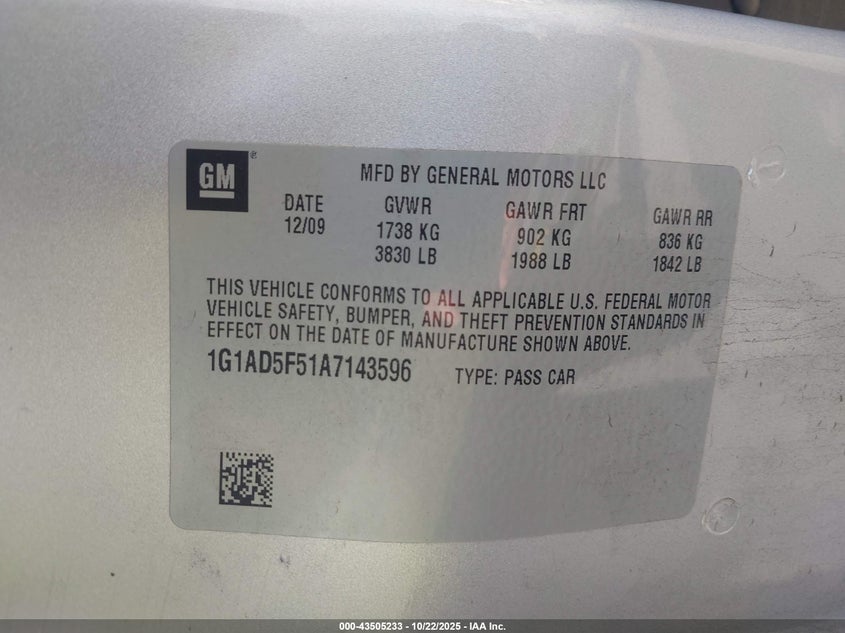 GM®
MFD BY GENERAL MOTORS LLC
DATE GVWR GAWR FRT GAWR RR
12/09 1738 KG 902 KG 836 KG
3830 LB 1988 LB 1842 LB
THIS VEHICLE CONFORMS TO ALL APPLICABLE U.S. FEDERAL MOTOR
VEHICLE SAFETY, BUMPER, AND THEFT PREVENTION STANDARDS IN
EFFECT ON THE DATE OF MANUFACTURE SHOWN ABOVE.
1G1AD5F51A7143596 TYPE: PASS CAR
000-43505233 - 10/22/2025 - IAA Inc.